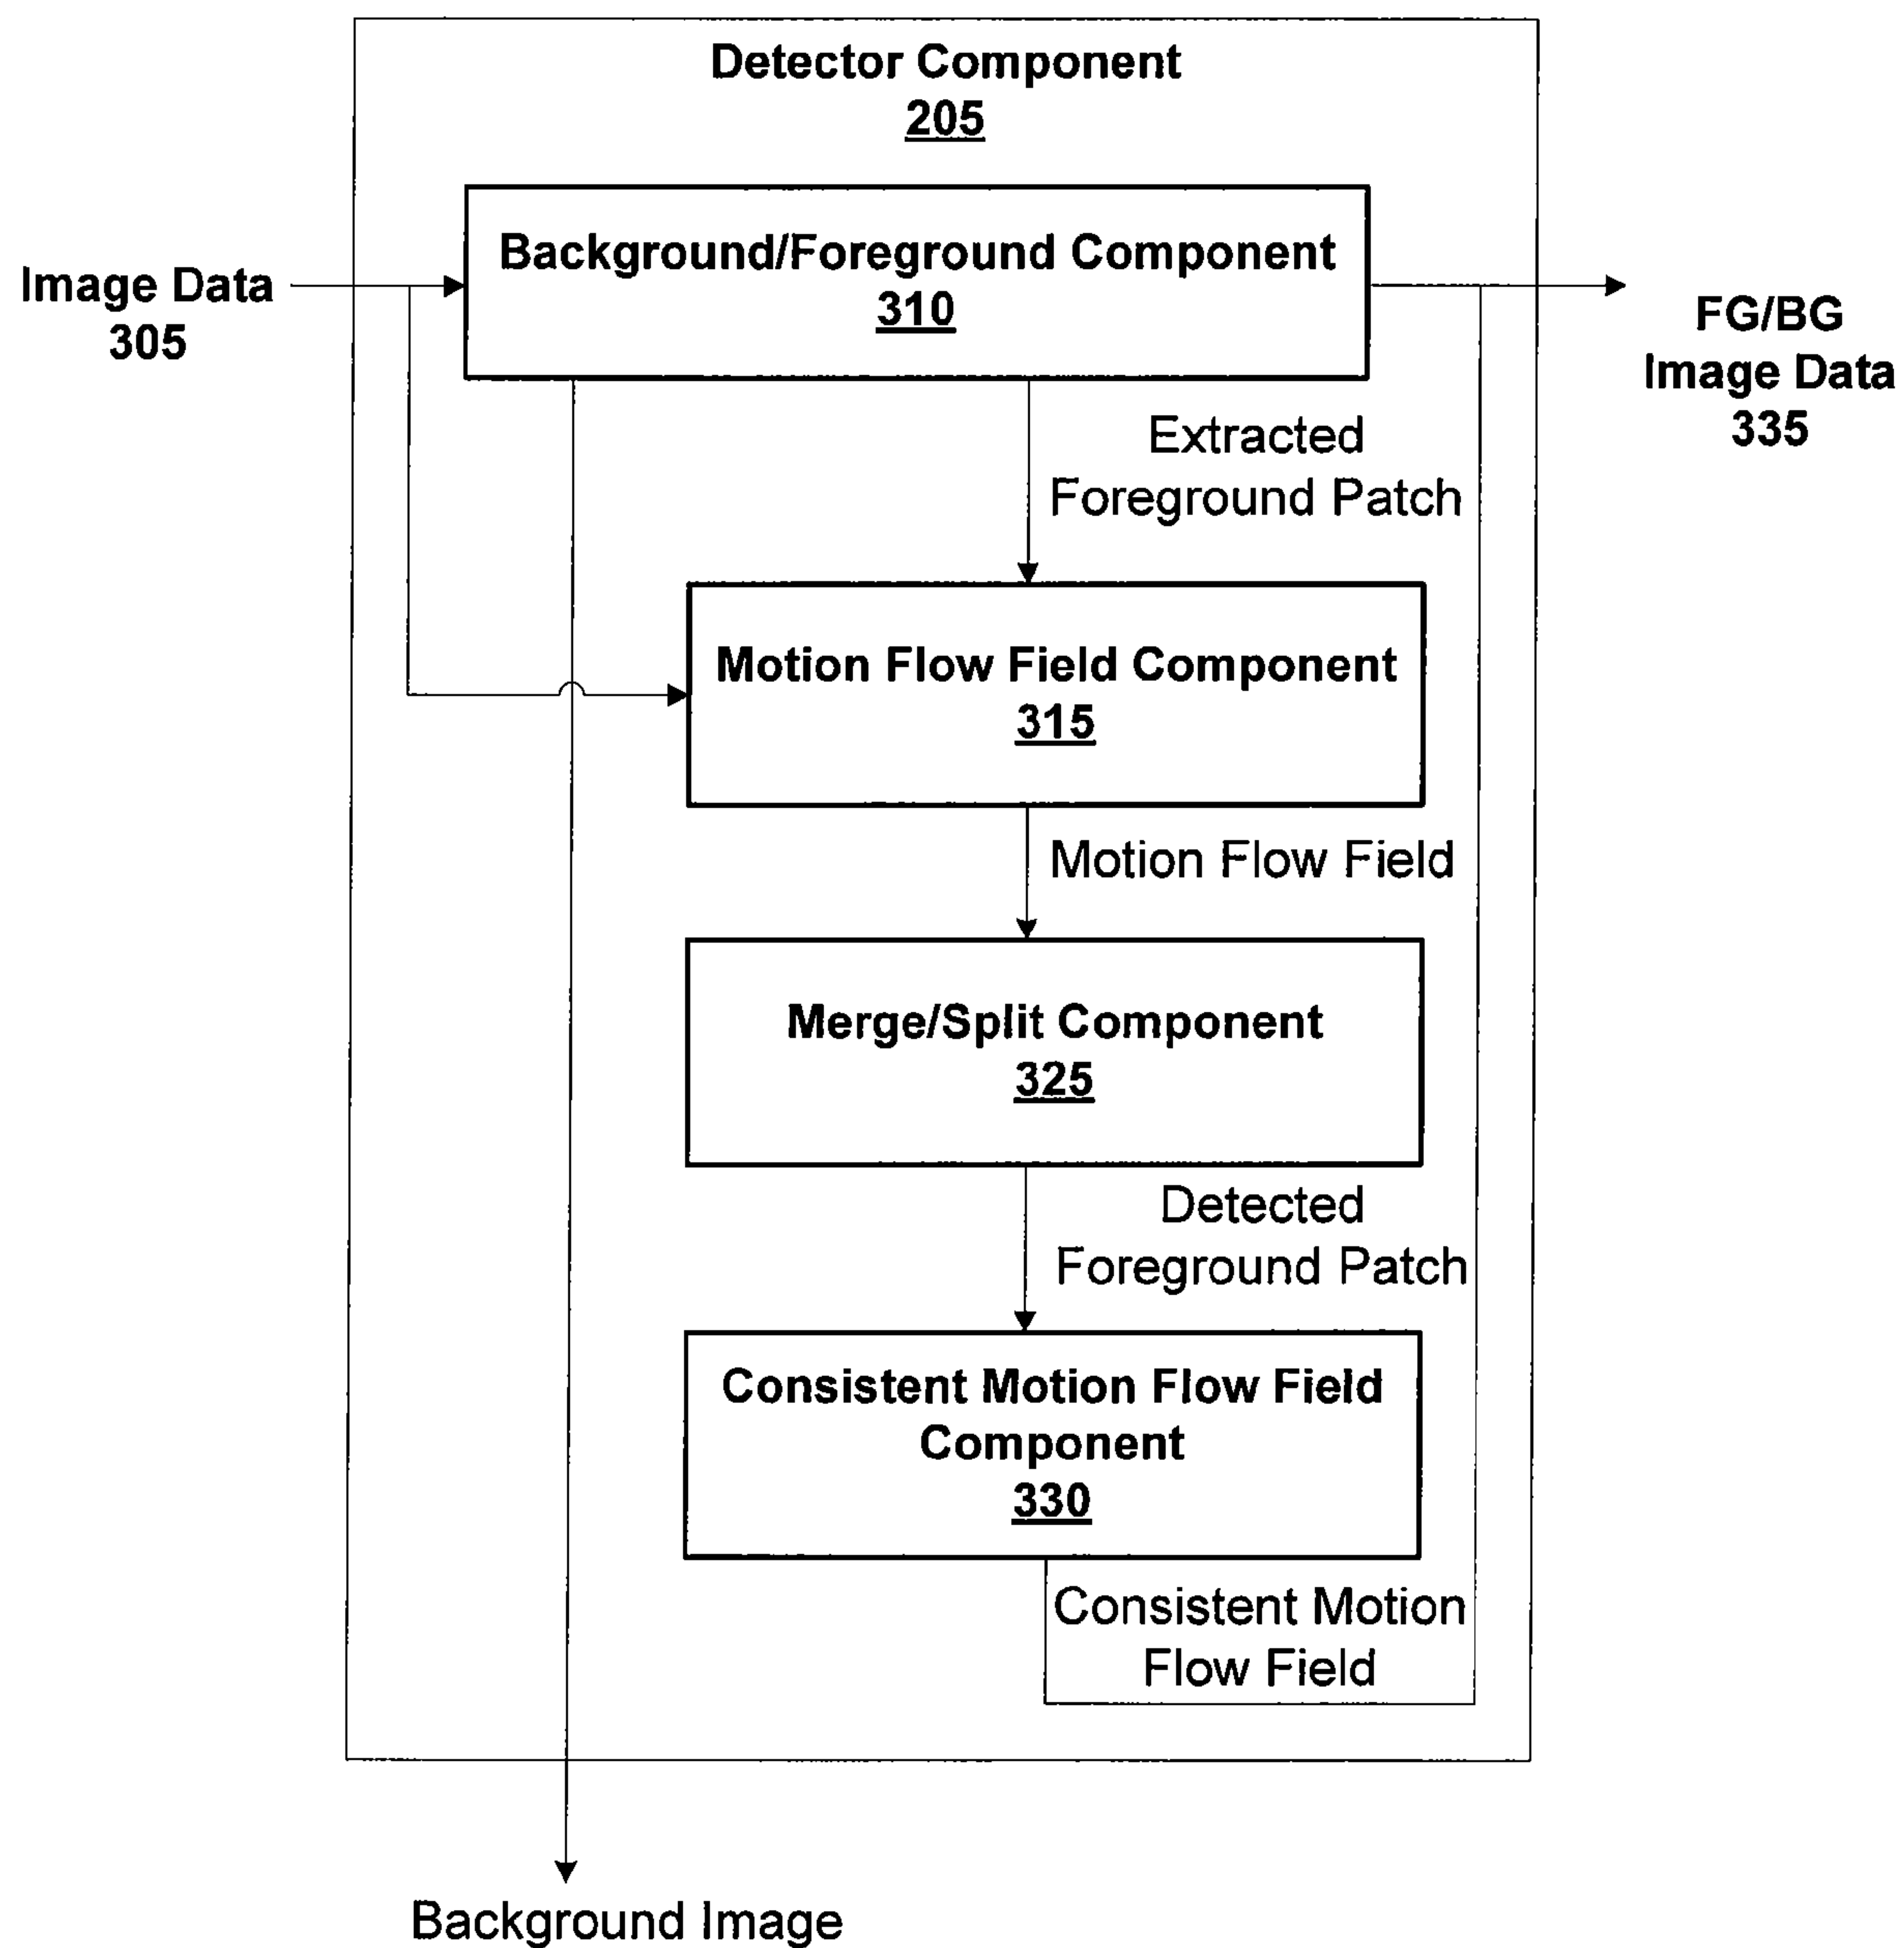 Detector Component
205
Background/Foreground Component
310
Image Data
305
FG/BG
Image Data
335
Extracted
Foreground Patch
Motion Flow Field Component
315
Motion Flow Field
Merge/Split Component
325
Detected
Foreground Patch
Consistent Motion Flow Field
Component
330
Consistent Motion
Flow Field
Background Image